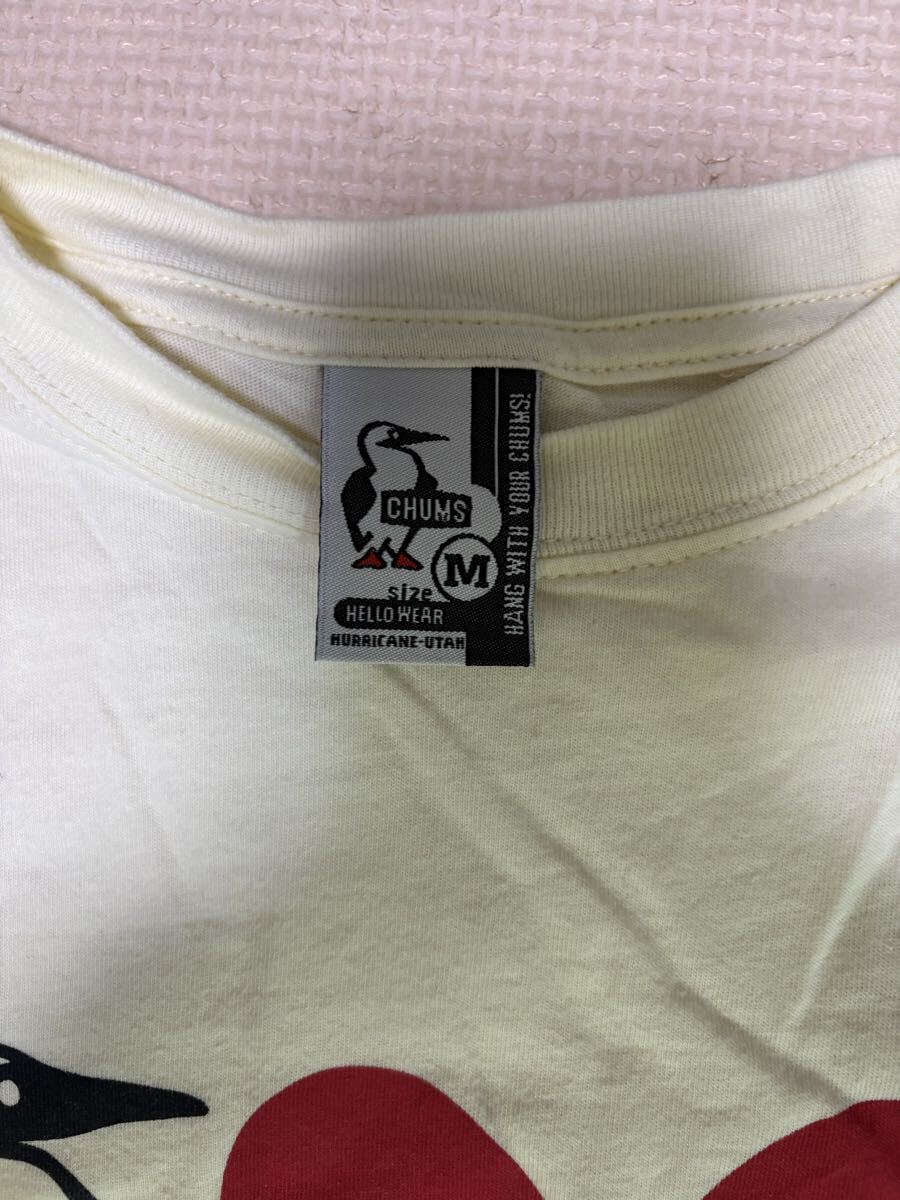 CHUMS
size M
HELLO WEAR
HURRICANE-UTAH
HANG WITH YOUR CHUMS!